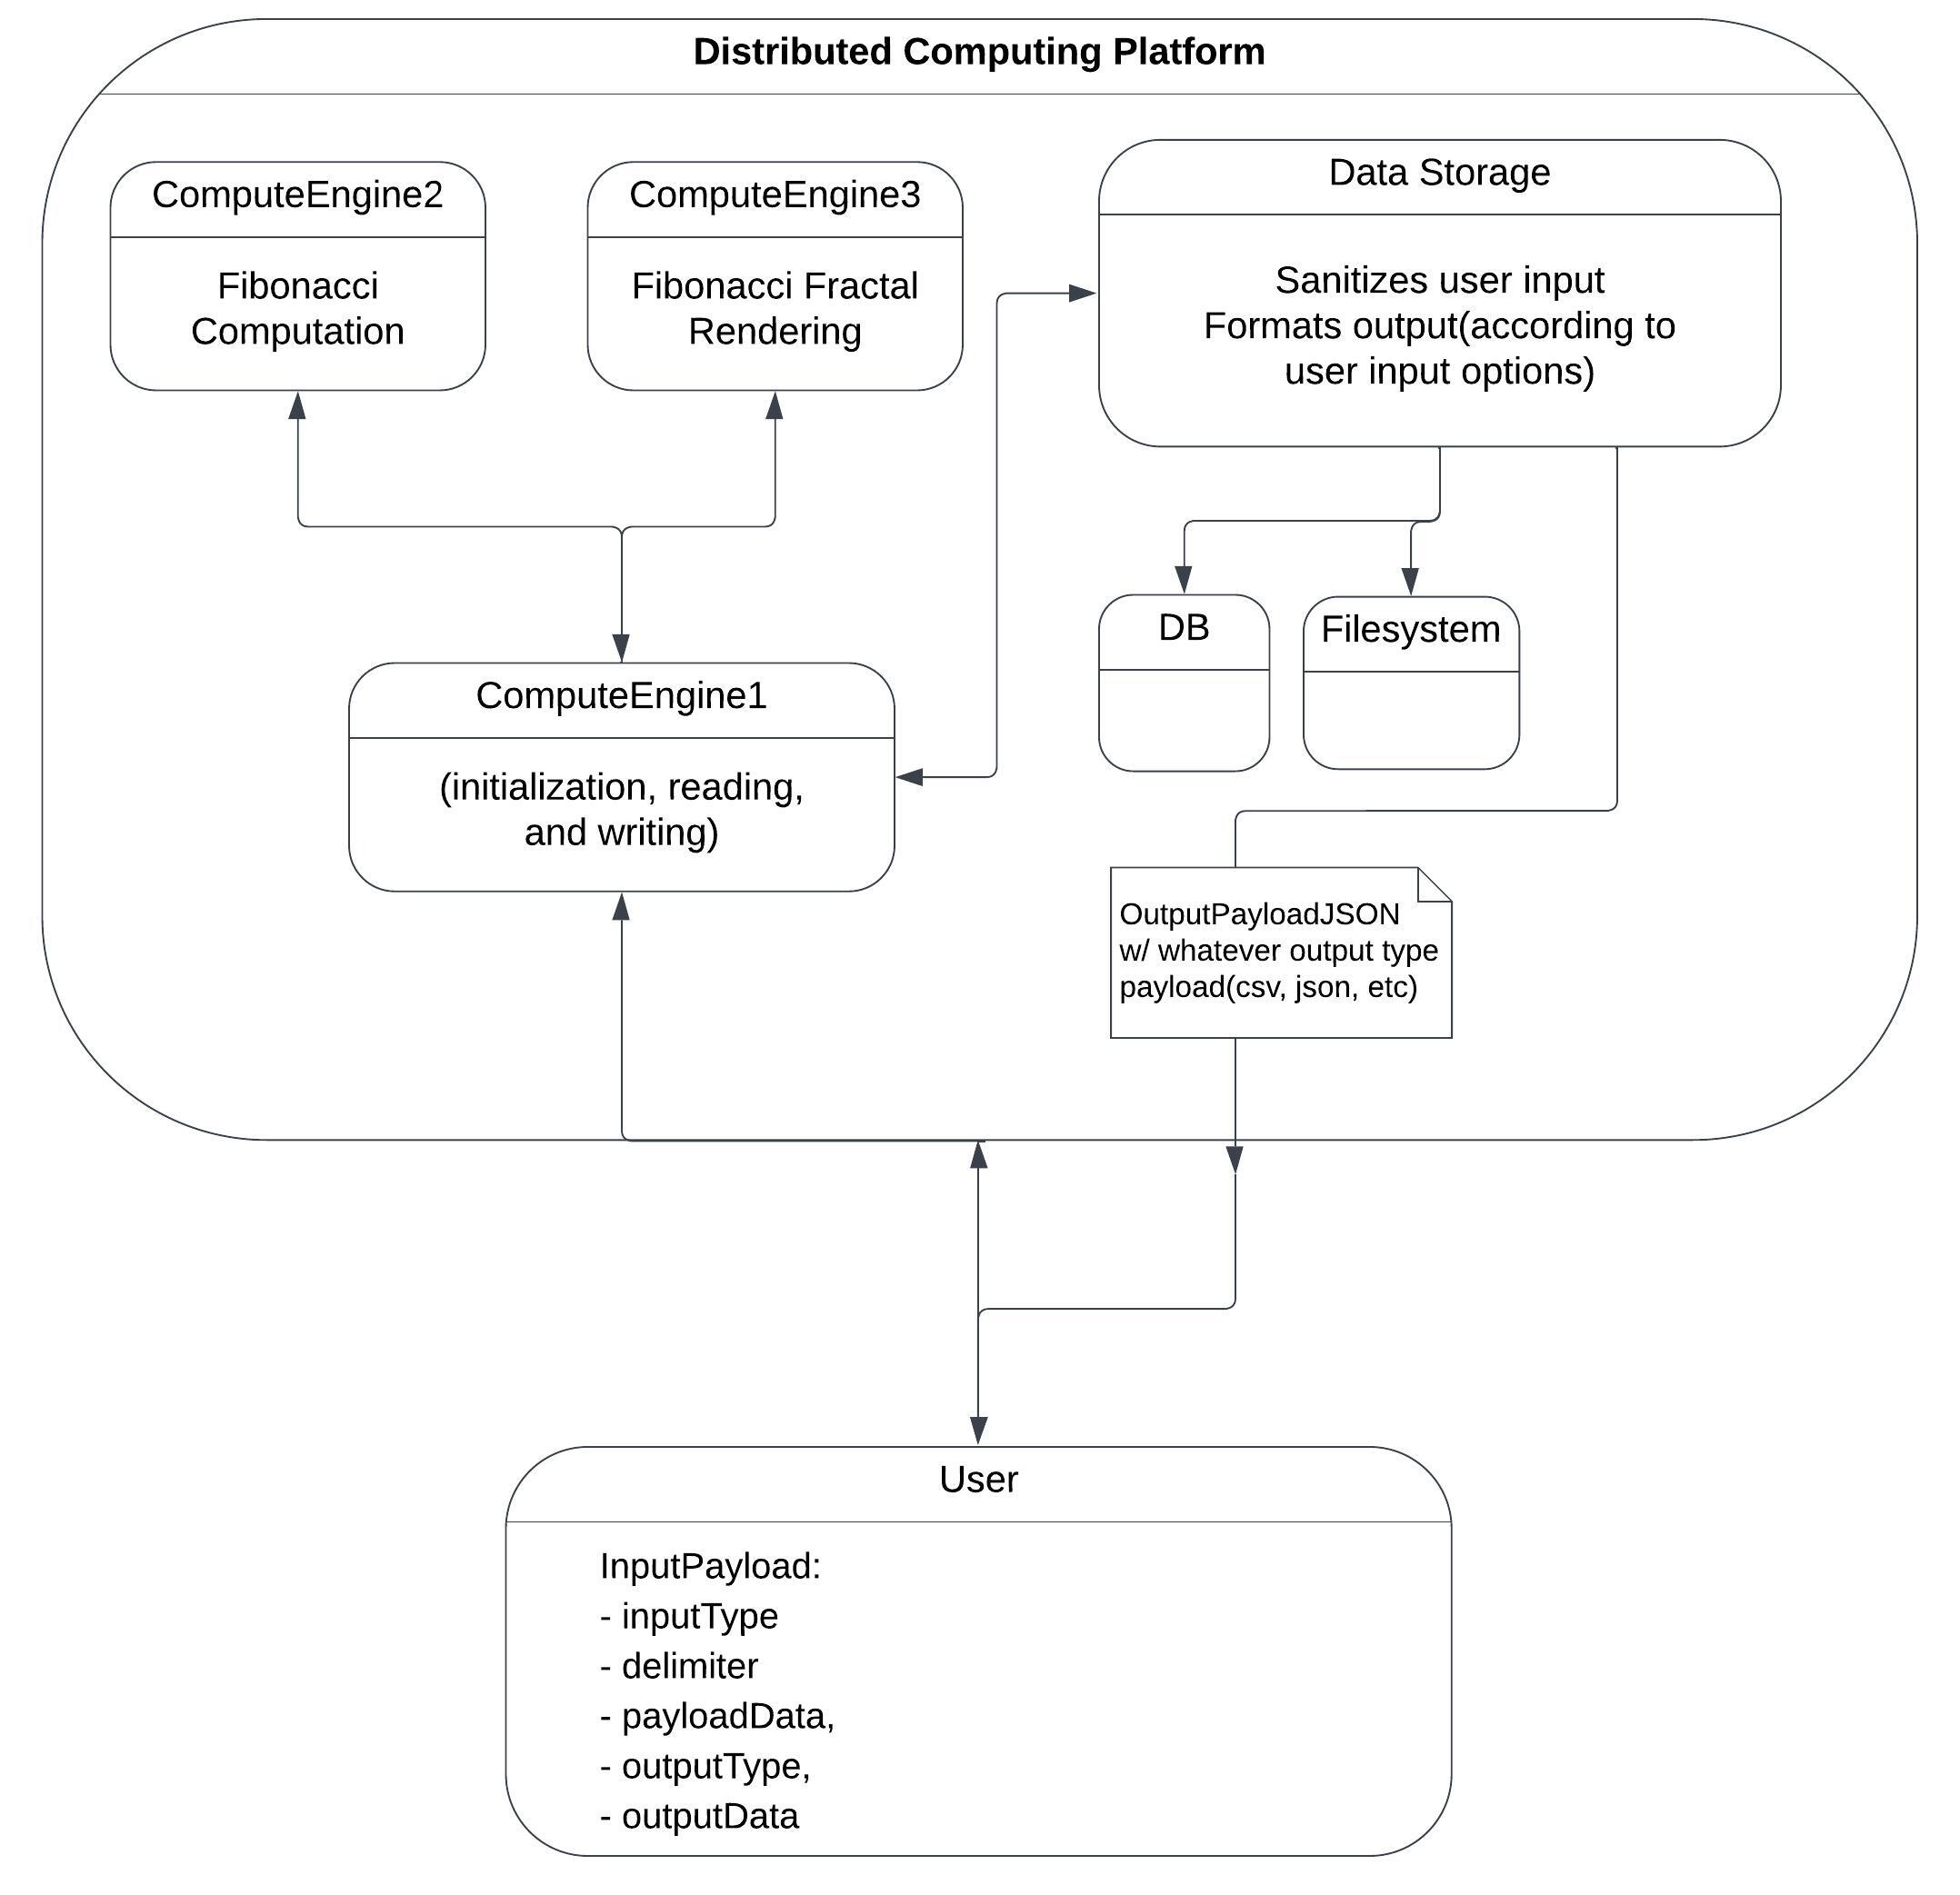 Distributed Computing Platform
ComputeEngine2
Fibonacci
Computation
ComputeEngine3
Fibonacci Fractal
Rendering
Data Storage
Sanitizes user input
Formats output(according to
user input options)
DB
Filesystem
ComputeEngine1
(initialization, reading,
and writing)
OutputPayloadJSON
w/ whatever output type
payload(csv, json, etc)
User
InputPayload:
- inputType
- delimiter
- payloadData,
- outputType,
- outputData